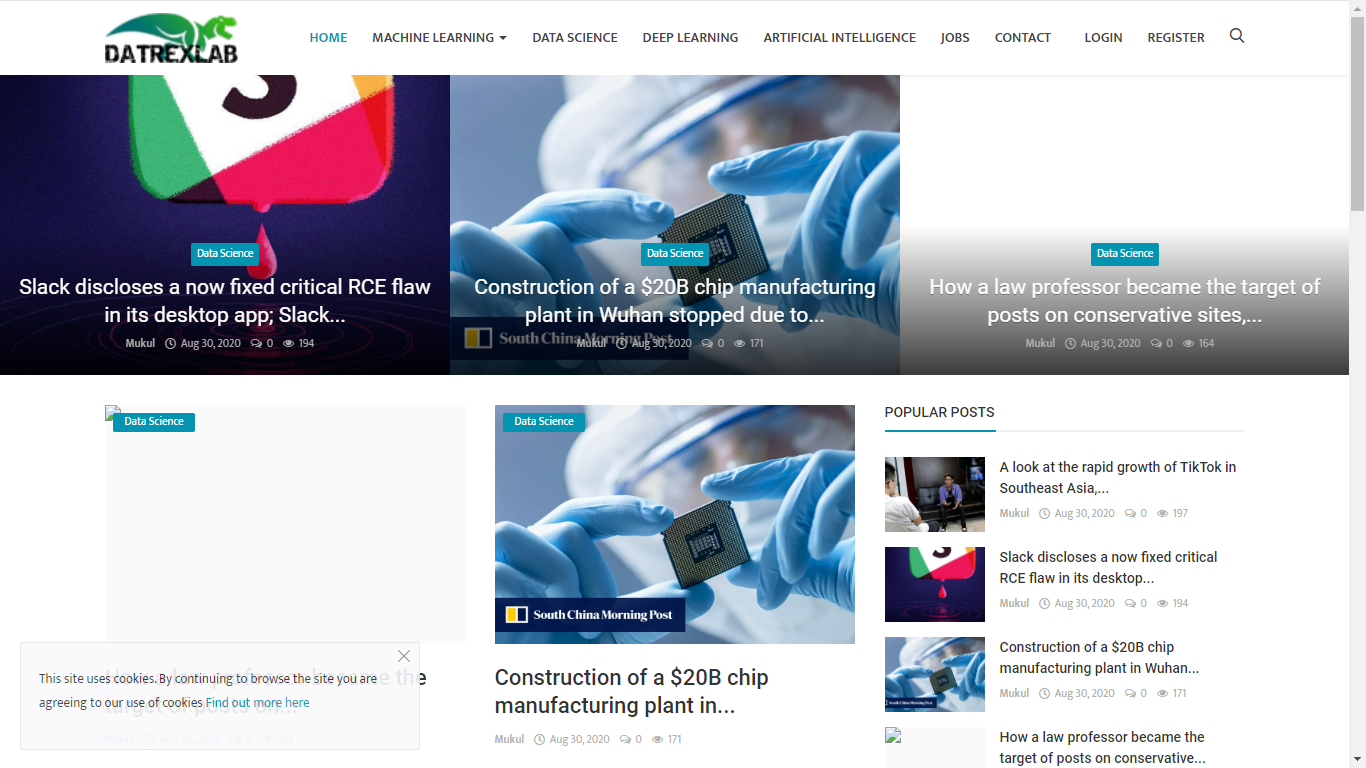 DATREXLAB
HOME
MACHINE LEARNING
DATA SCIENCE
DEEP LEARNING
ARTIFICIAL INTELLIGENCE
JOBS
CONTACT
LOGIN
REGISTER
Data Science
Slack discloses a now fixed critical RCE flaw
in its desktop app; Slack...
Mukul Aug 30, 2020 0 194
Data Science
Construction of a $20B chip manufacturing
plant in Wuhan stopped due to...
South China Morning Post
Mukul Aug 30, 2020 0 171
Data Science
How a law professor became the target of
posts on conservative sites,...
Mukul Aug 30, 2020 0 164
Data Science
How a law professor became the
target of posts on...
Mukul Aug 30, 2020 0 164
This site uses cookies. By continuing to browse the site you are
agreeing to our use of cookies Find out more here
Data Science
South China Morning Post
Construction of a $20B chip
manufacturing plant in...
Mukul Aug 30, 2020 0 171
POPULAR POSTS
A look at the rapid growth of TikTok in
Southeast Asia,...
Mukul Aug 30, 2020 0 197
Slack discloses a now fixed critical
RCE flaw in its desktop...
Mukul Aug 30, 2020 0 194
Construction of a $20B chip
manufacturing plant in Wuhan...
Mukul Aug 30, 2020 0 171
How a law professor became the
target of posts on conservative...